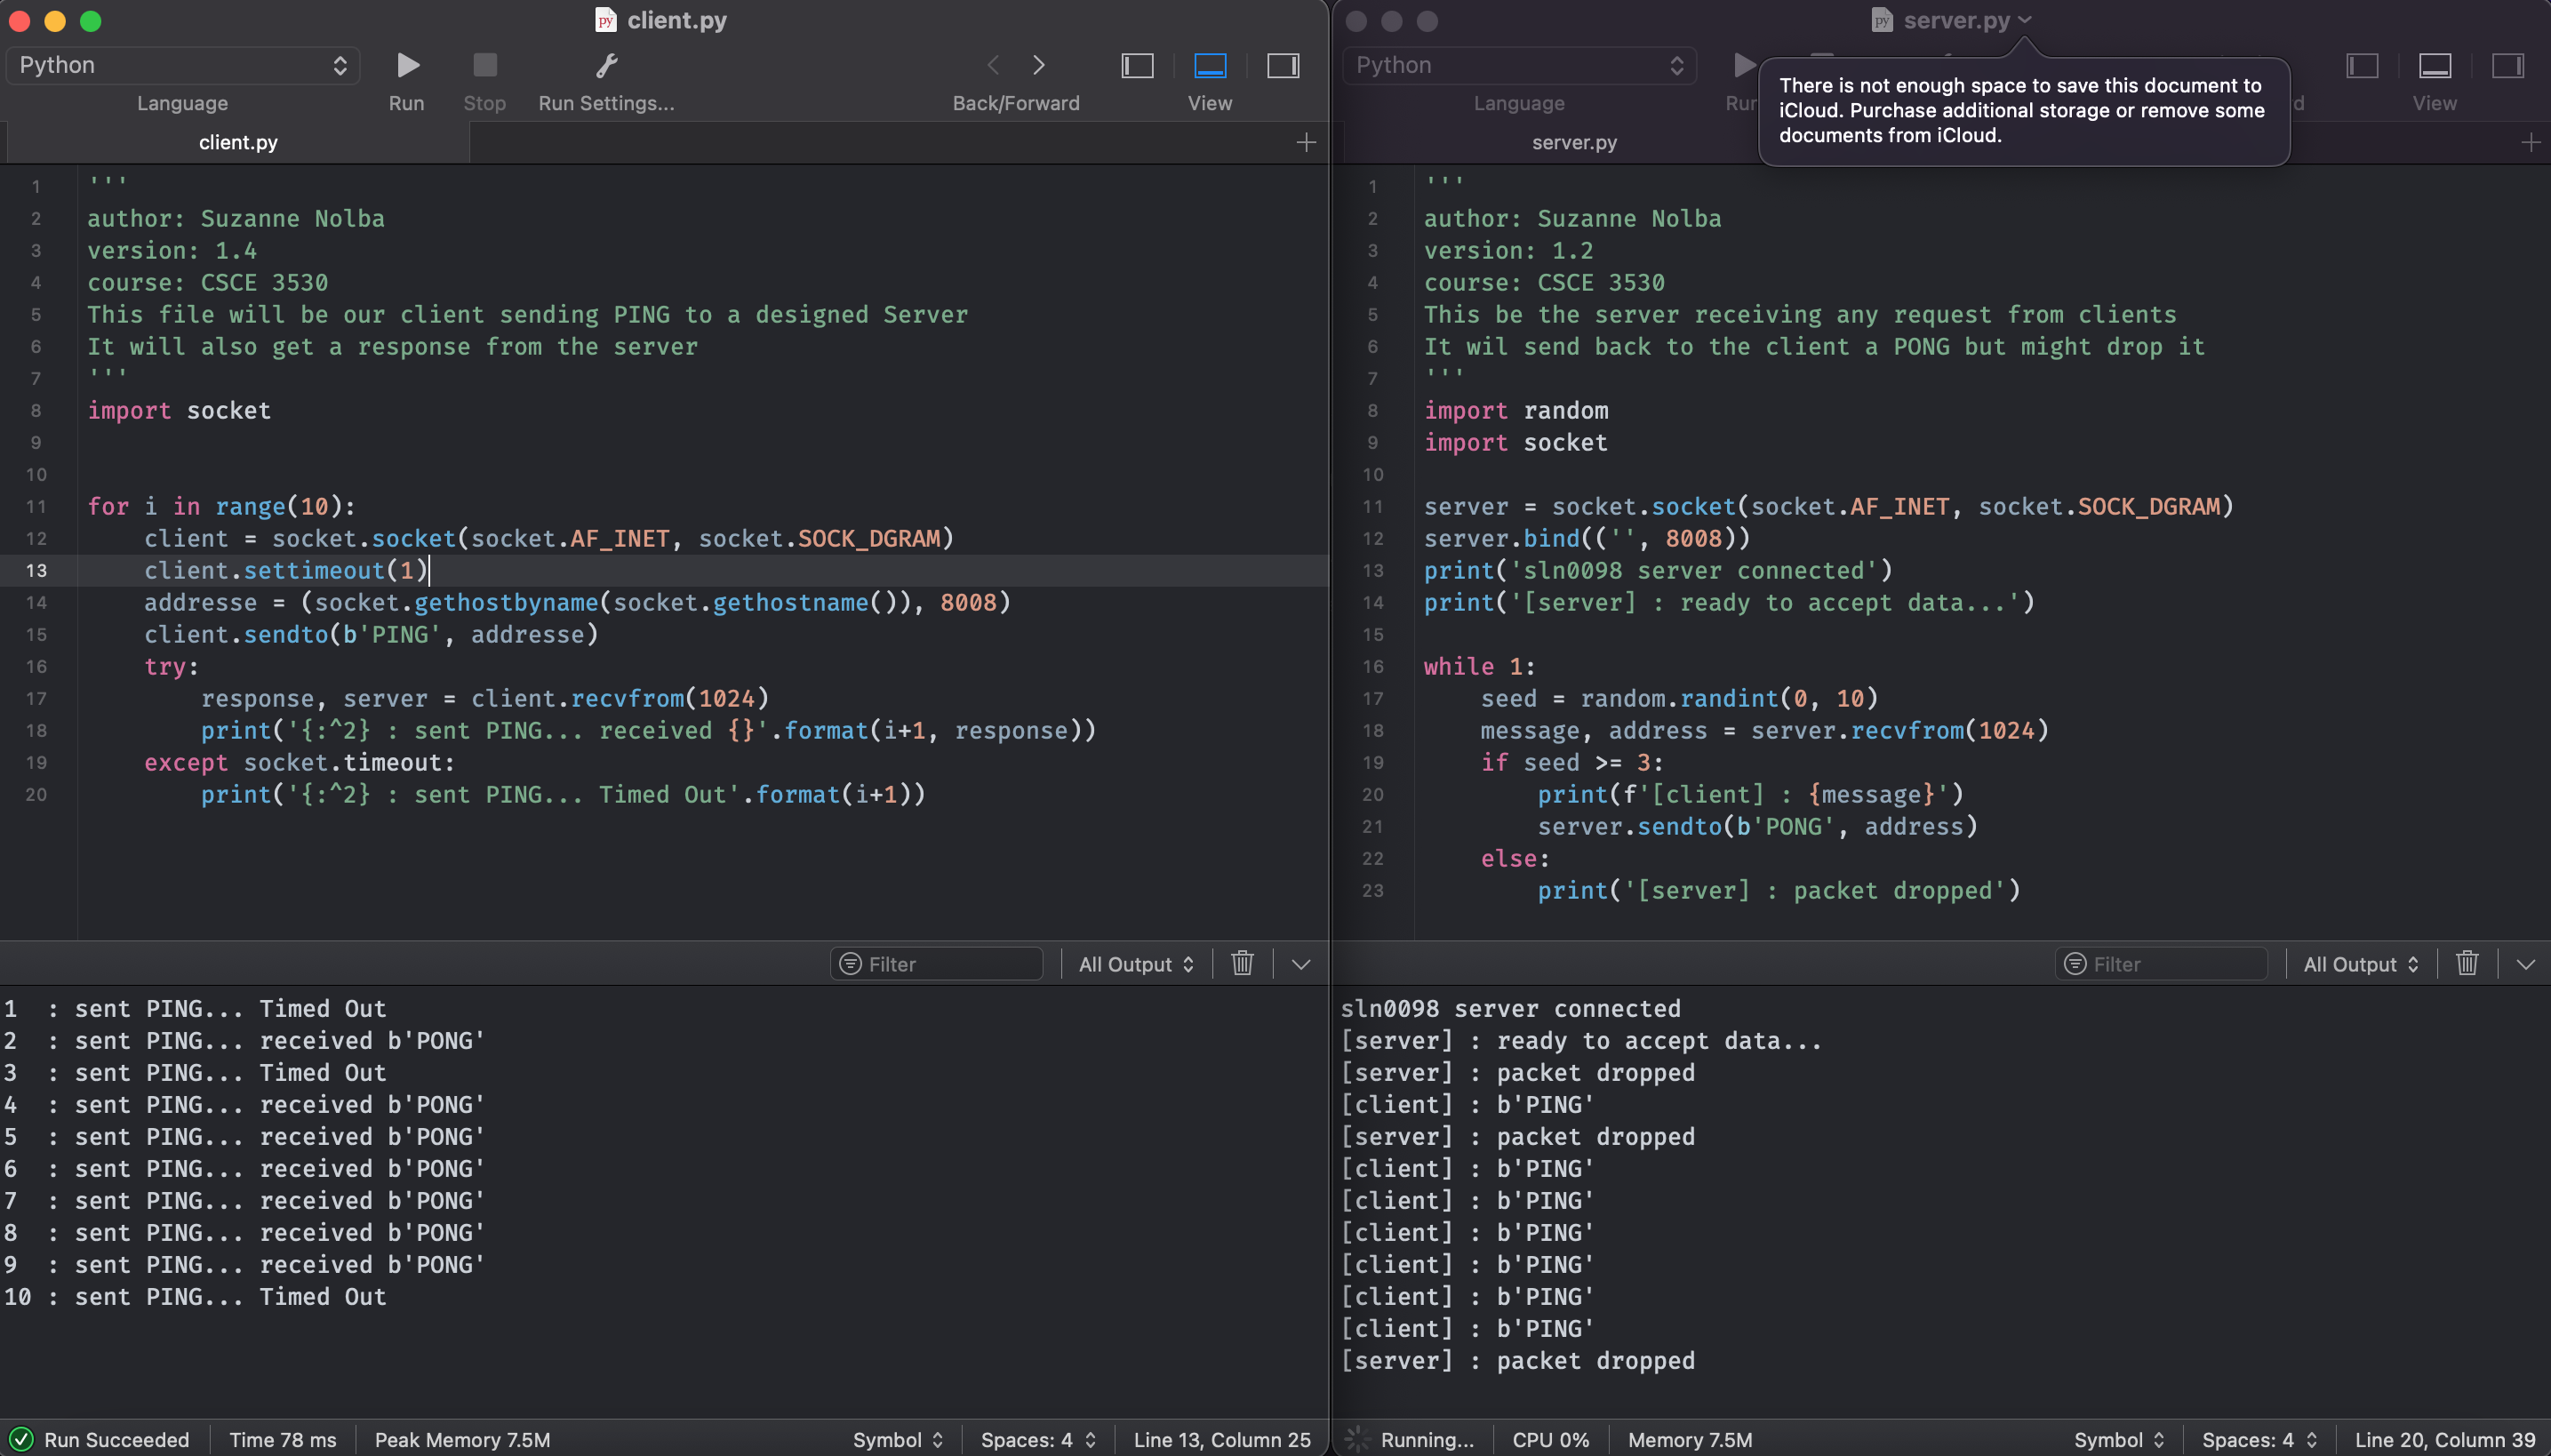 client.py
Python
Language
Run
Stop
Run Settings...
Back/Forward
View
client.py
1 '''
2 author: Suzanne Nolba
3 version: 1.4
4 course: CSCE 3530
5 This file will be our client sending PING to a designed Server
6 It will also get a response from the server
7 '''
8 import socket
9
10
11 for i in range(10):
12     client = socket.socket(socket.AF_INET, socket.SOCK_DGRAM)
13     client.settimeout(1)
14     addresse = (socket.gethostbyname(socket.gethostname()), 8008)
15     client.sendto(b'PING', addresse)
16     try:
17         response, server = client.recvfrom(1024)
18         print('{:^2} : sent PING... received {}'.format(i+1, response))
19     except socket.timeout:
20         print('{:^2} : sent PING... Timed Out'.format(i+1))
Filter
All Output
1  : sent PING... Timed Out
2  : sent PING... received b'PONG'
3  : sent PING... Timed Out
4  : sent PING... received b'PONG'
5  : sent PING... received b'PONG'
6  : sent PING... received b'PONG'
7  : sent PING... received b'PONG'
8  : sent PING... received b'PONG'
9  : sent PING... received b'PONG'
10 : sent PING... Timed Out
Run Succeeded
Time 78 ms
Peak Memory 7.5M
Symbol
Spaces: 4
Line 13, Column 25
server.py
Python
Language
There is not enough space to save this document to
iCloud. Purchase additional storage or remove some
documents from iCloud.
View
server.py
1 '''
2 author: Suzanne Nolba
3 version: 1.2
4 course: CSCE 3530
5 This be the server receiving any request from clients
6 It wil send back to the client a PONG but might drop it
7 '''
8 import random
9 import socket
10
11 server = socket.socket(socket.AF_INET, socket.SOCK_DGRAM)
12 server.bind(('', 8008))
13 print('sln0098 server connected')
14 print('[server] : ready to accept data...')
15
16 while 1:
17     seed = random.randint(0, 10)
18     message, address = server.recvfrom(1024)
19     if seed >= 3:
20         print(f'[client] : {message}')
21         server.sendto(b'PONG', address)
22     else:
23         print('[server] : packet dropped')
Filter
All Output
sln0098 server connected
[server] : ready to accept data...
[server] : packet dropped
[client] : b'PING'
[server] : packet dropped
[client] : b'PING'
[client] : b'PING'
[client] : b'PING'
[client] : b'PING'
[client] : b'PING'
[client] : b'PING'
[server] : packet dropped
Running...
CPU 0%
Memory 7.5M
Symbol
Spaces: 4
Line 20, Column 39